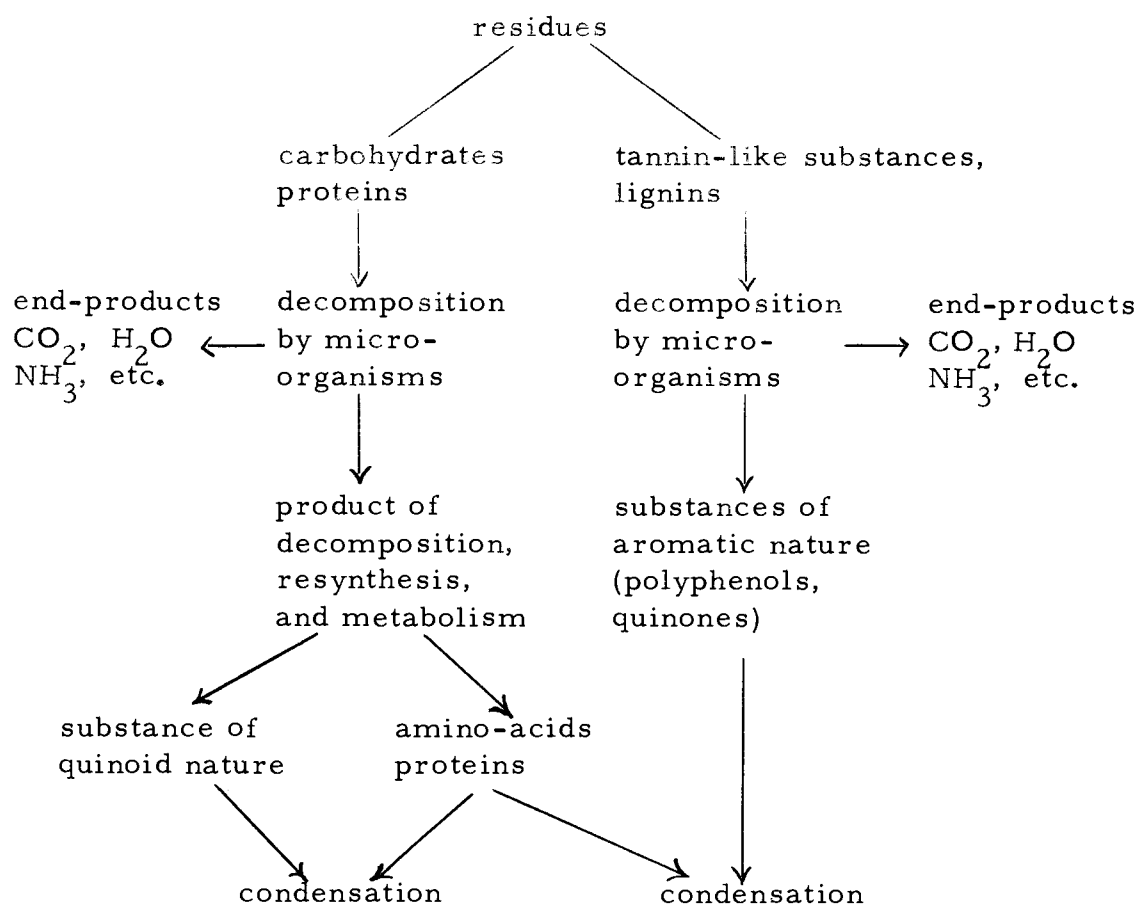 residues
carbohydrates
proteins
tannin-like substances,
lignins
end-products
CO2, H2O
NH3, etc.
decomposition
by micro-
organisms
decomposition
by micro-
organisms
end-products
CO2, H2O
NH3, etc.
product of
decomposition,
resynthesis,
and metabolism
substances of
aromatic nature
(polyphenols,
quinones)
substance of
quinoid nature
amino-acids
proteins
condensation
condensation